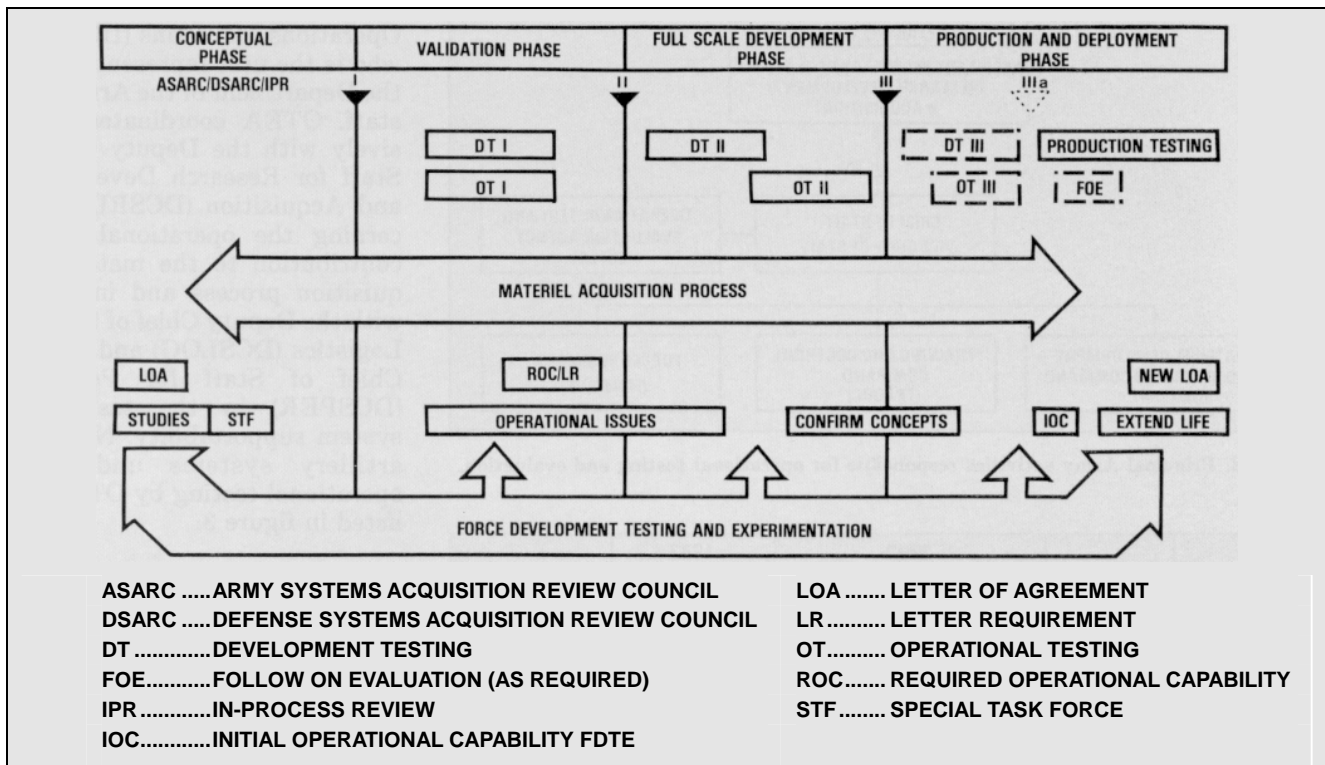 CONCEPTUAL
PHASE
VALIDATION PHASE
FULL SCALE DEVELOPMENT
PHASE
PRODUCTION AND DEPLOYMENT
PHASE
ASARC/DSARC/IPR
I
II
III
IIIa
DT I
DT II
DT III
PRODUCTION TESTING
OT I
OT II
OT III
FOE
MATERIEL ACQUISITION PROCESS
LOA
ROC/LR
NEW LOA
STUDIES
STF
OPERATIONAL ISSUES
CONFIRM CONCEPTS
IOC
EXTEND LIFE
FORCE DEVELOPMENT TESTING AND EXPERIMENTATION
ASARC .....ARMY SYSTEMS ACQUISITION REVIEW COUNCIL
DSARC .....DEFENSE SYSTEMS ACQUISITION REVIEW COUNCIL
DT .............DEVELOPMENT TESTING
FOE...........FOLLOW ON EVALUATION (AS REQUIRED)
IPR ............IN-PROCESS REVIEW
IOC............INITIAL OPERATIONAL CAPABILITY FDTE
LOA ....... LETTER OF AGREEMENT
LR .......... LETTER REQUIREMENT
OT.......... OPERATIONAL TESTING
ROC....... REQUIRED OPERATIONAL CAPABILITY
STF ........ SPECIAL TASK FORCE